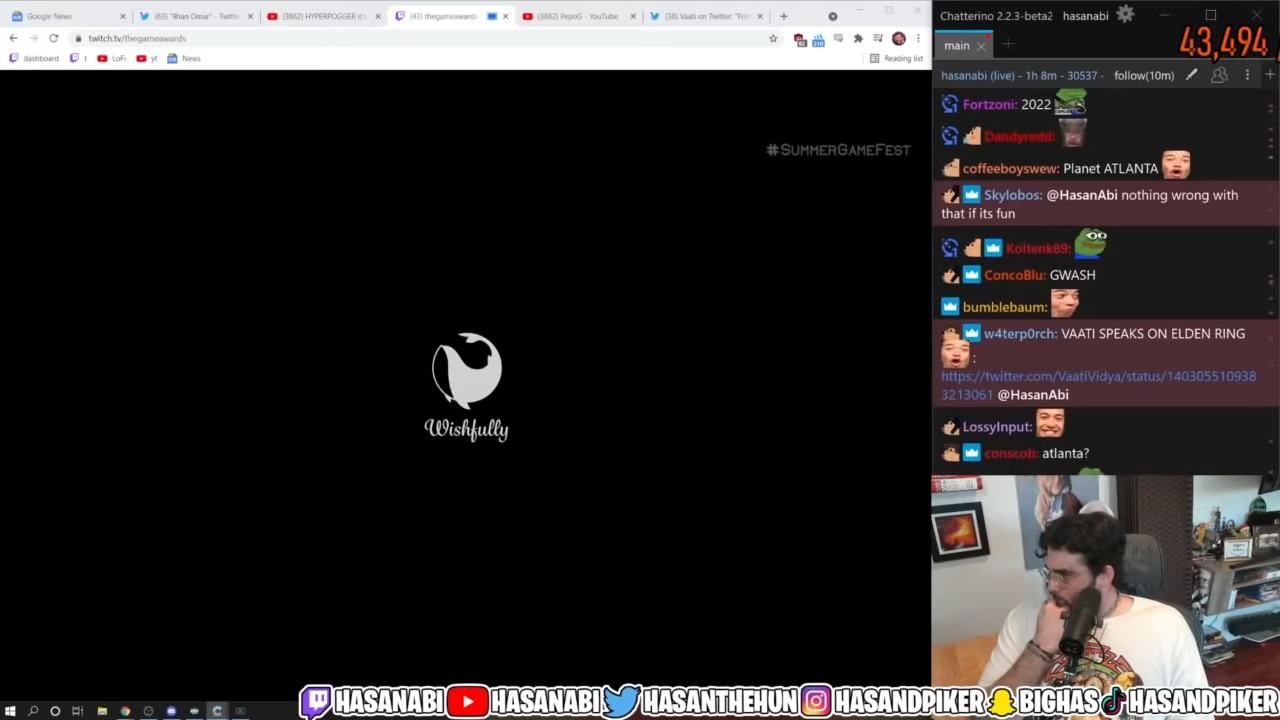 Google News
(63) "Ilhan Omar" - Twitte
(3862) HYPERPOGGER it's
(43) thegameawards
(3862) PepoG - YouTube
(38) Vaati on Twitter: "Fro
twitch.tv/thegameawards
dashboard
t
LoFi
yt
News
Reading list
#SUMMERGAMEFEST
Wishfully
Chatterino 2.2.3-beta2
hasanabi
main
43,494
hasanabi (live) - 1h 8m - 30537 -
follow(10m)
Fortzoni: 2022
Dandyredd:
coffeeboyswew: Planet ATLANTA
Skylobos: @HasanAbi nothing wrong with
that if its fun
Koltenk89:
ConcoBlu: GWASH
bumblebaum:
w4terp0rch: VAATI SPEAKS ON ELDEN RING
:
https://twitter.com/VaatiVidya/status/140305510938
3213061 @HasanAbi
LossyInput:
conscob: atlanta?
HASANABI HASANABI HASANTHEHUN HASANDPIKER BIGHAS HASANDPIKER